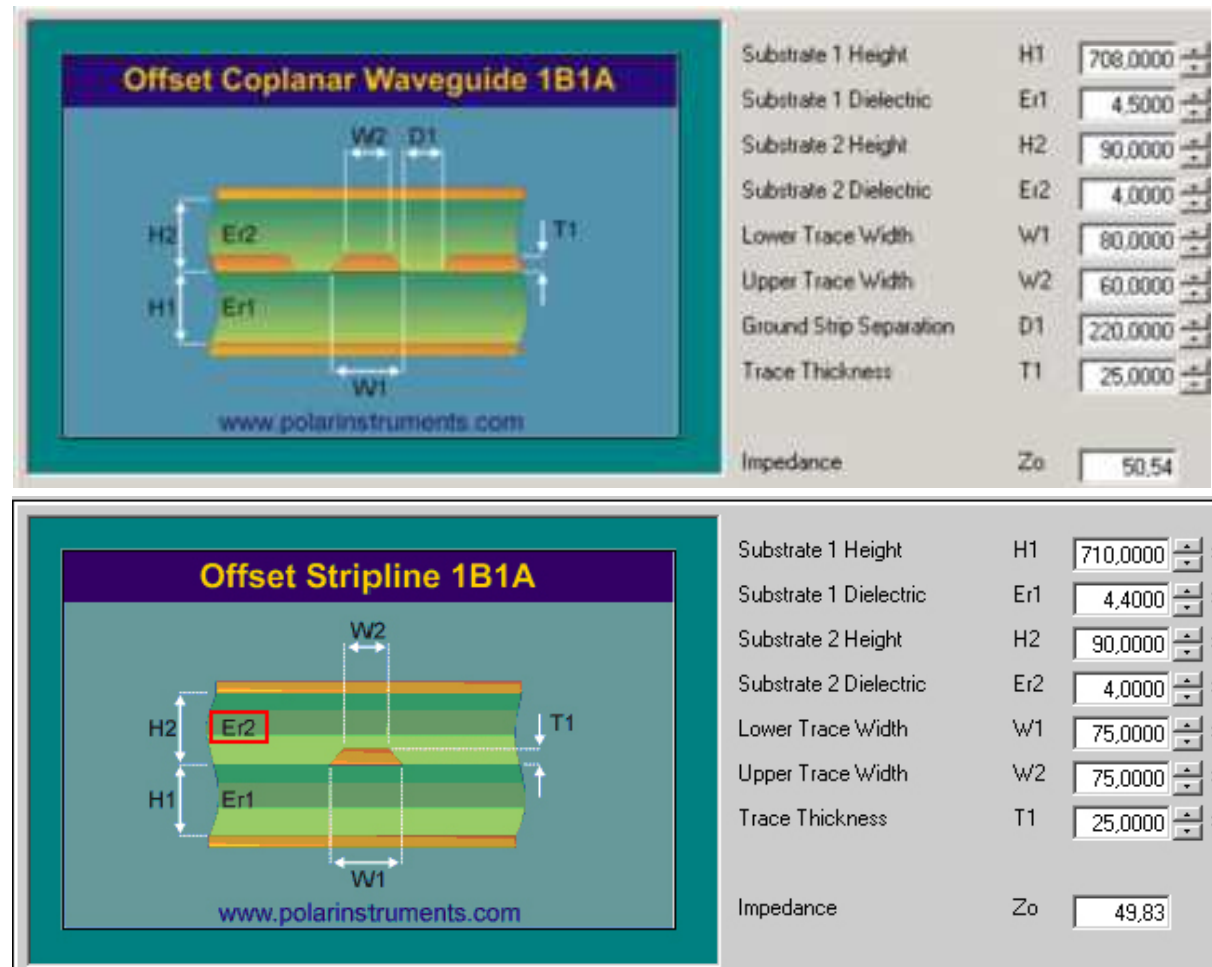 Offset Coplanar Waveguide 1B1A
W2 D1
H2 Er2 T1
H1 Er1
W1
www.polarinstruments.com
Substrate 1 Height H1 708,0000
Substrate 1 Dielectric Er1 4,5000
Substrate 2 Height H2 90,0000
Substrate 2 Dielectric Er2 4,0000
Lower Trace Width W1 80,0000
Upper Trace Width W2 60,0000
Ground Strip Separation D1 220,0000
Trace Thickness T1 25,0000
Impedance Zo 50,54
Offset Stripline 1B1A
W2
H2 Er2 T1
H1 Er1
W1
www.polarinstruments.com
Substrate 1 Height H1 710,0000
Substrate 1 Dielectric Er1 4,4000
Substrate 2 Height H2 90,0000
Substrate 2 Dielectric Er2 4,0000
Lower Trace Width W1 75,0000
Upper Trace Width W2 75,0000
Trace Thickness T1 25,0000
Impedance Zo 49,83